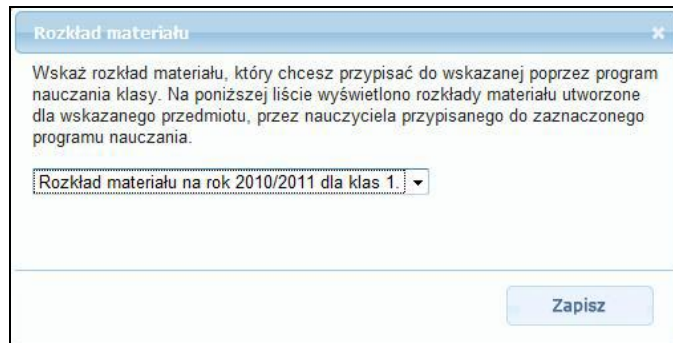 Rozkład materiału
Wskaż rozkład materiału, który chcesz przypisać do wskazanej poprzez program
nauczania klasy. Na poniższej liście wyświetlono rozkłady materiału utworzone
dla wskazanego przedmiotu, przez nauczyciela przypisanego do zaznaczonego
programu nauczania.
Rozkład materiału na rok 2010/2011 dla klas 1.
Zapisz